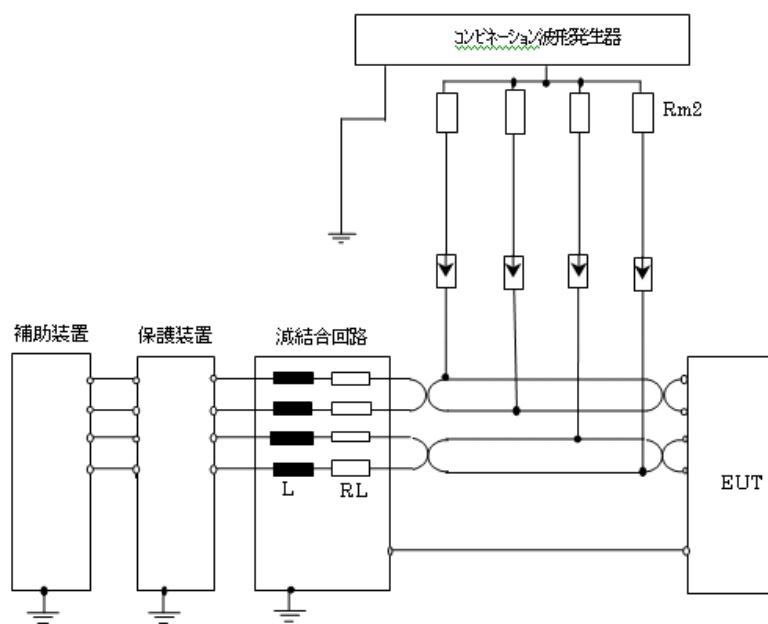 コンビネーション波形発生器
Rm2
補助装置
保護装置
減結合回路
L
RL
EUT